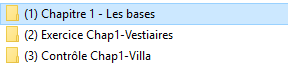 (1) Chapitre 1 - Les bases
(2) Exercice Chap1-Vestiaires
(3) Contrôle Chap1-Villa